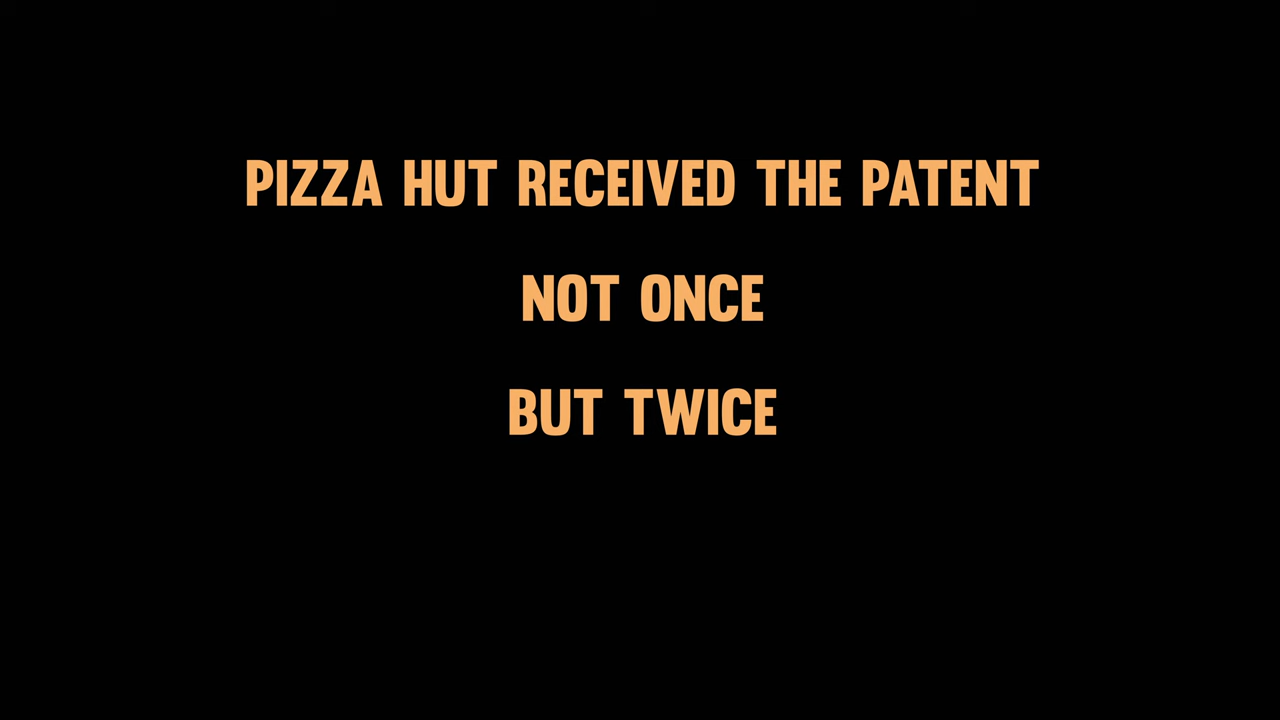 PIZZA HUT RECEIVED THE PATENT
NOT ONCE
BUT TWICE